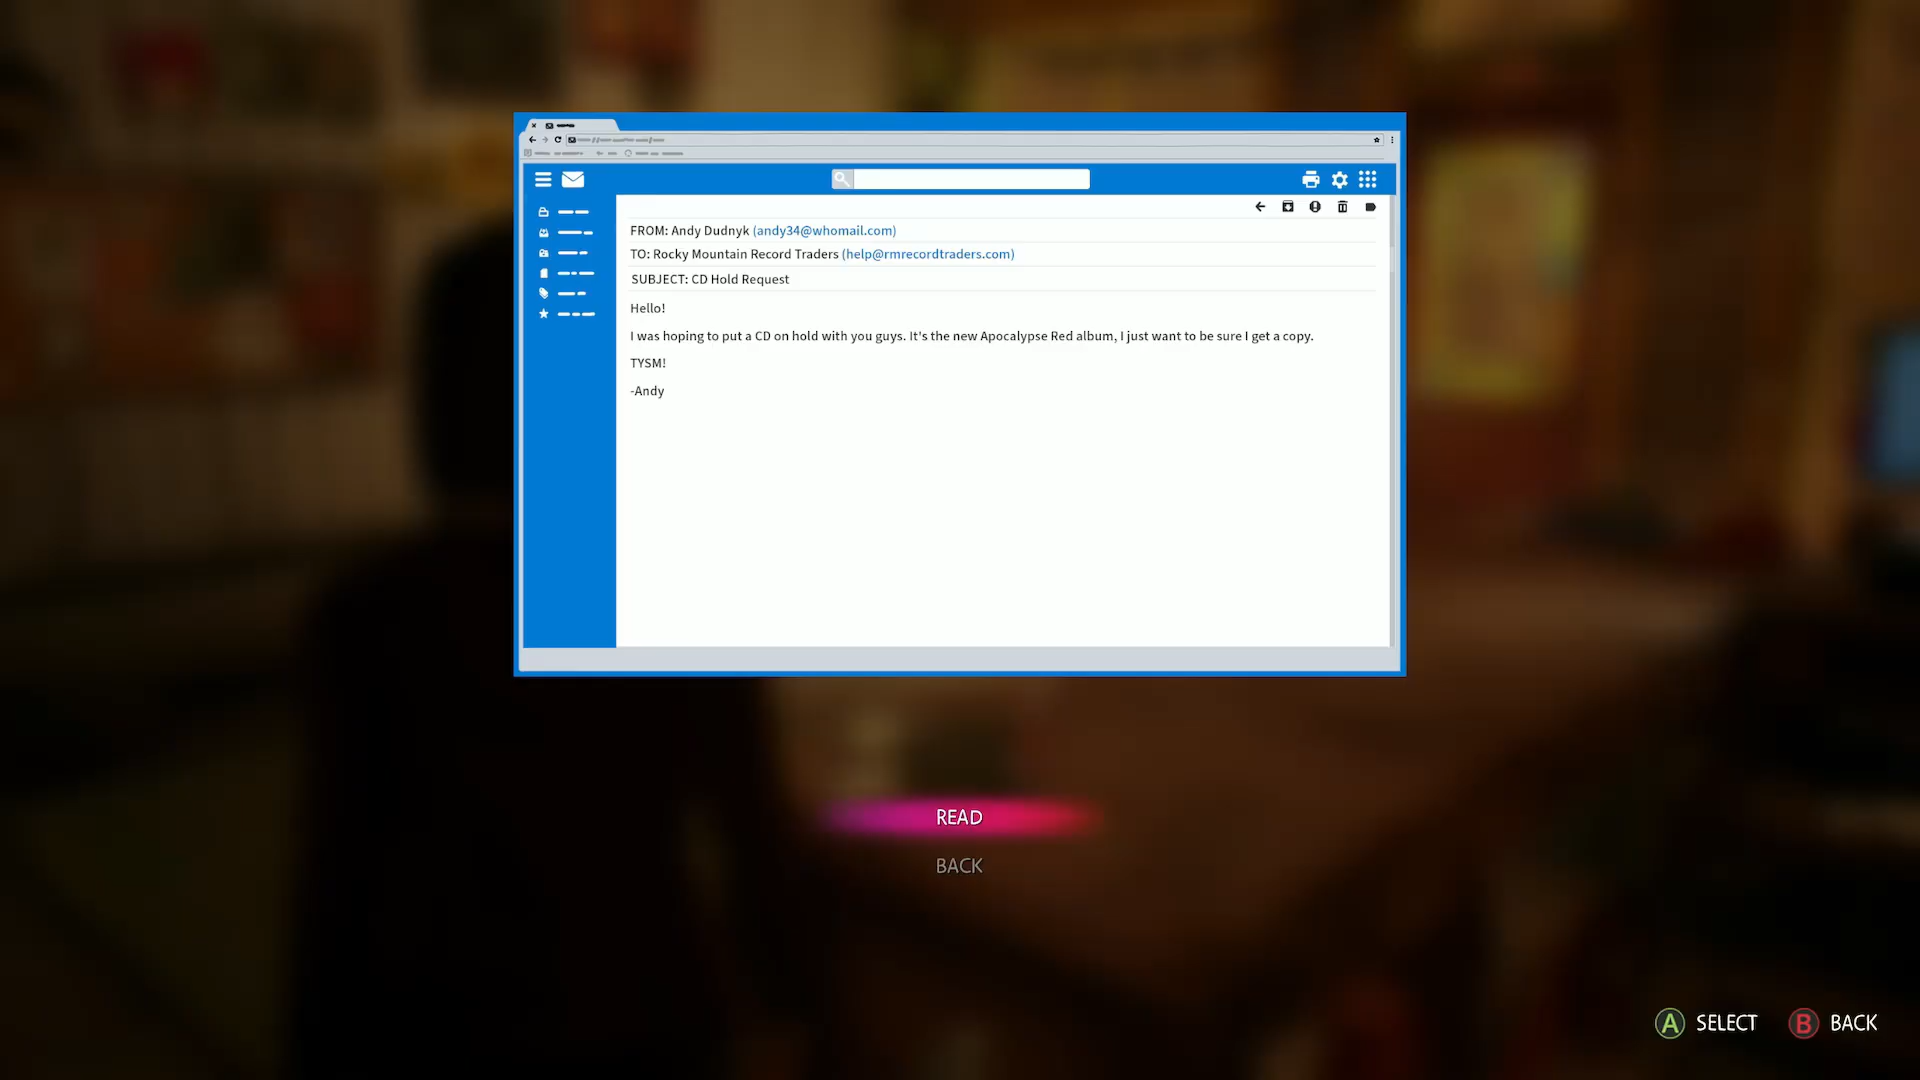 FROM: Andy Dudnyk (andy34@whomail.com)
TO: Rocky Mountain Record Traders (help@rmrecordtraders.com)
SUBJECT: CD Hold Request
Hello!
I was hoping to put a CD on hold with you guys. It's the new Apocalypse Red album, I just want to be sure I get a copy.
TYSM!
-Andy
READ
BACK
A SELECT B BACK